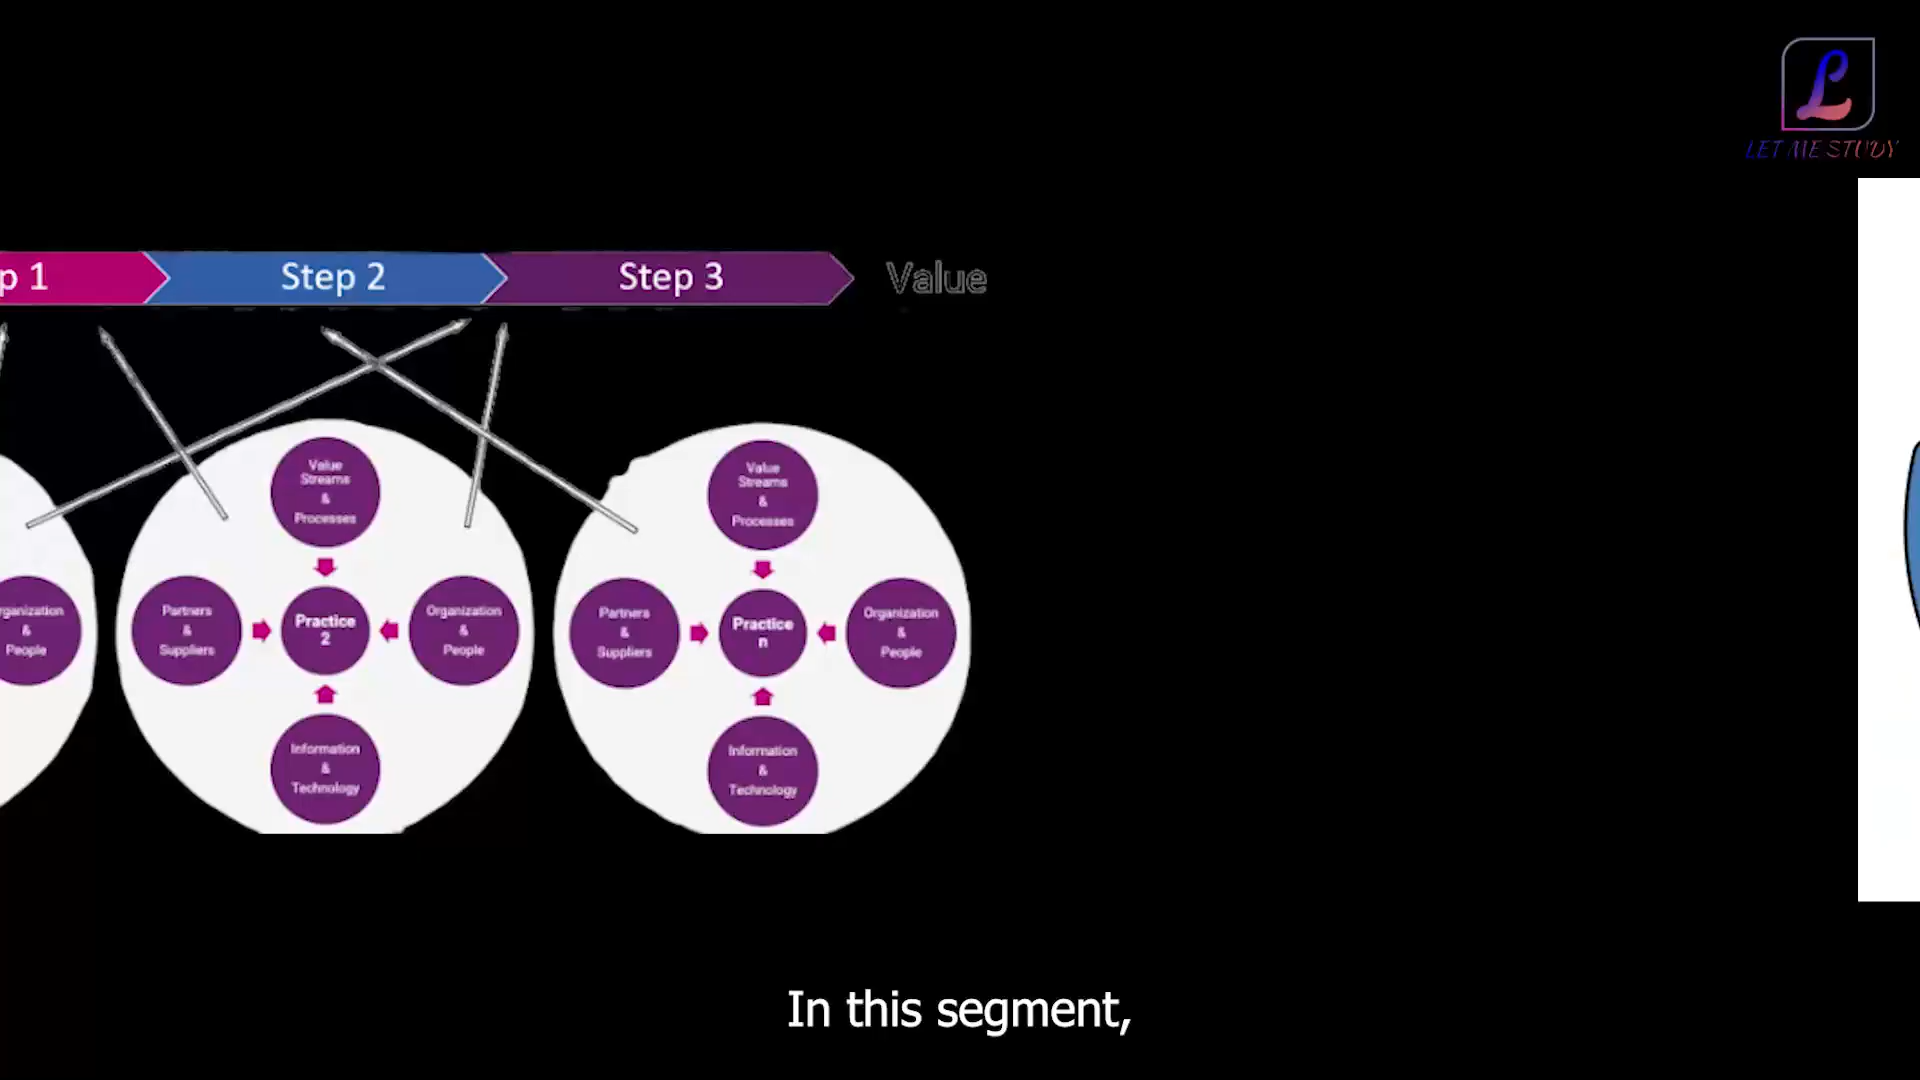 LET ME STUDY
p 1
Step 2
Step 3
Value
rganization
&
People
Value
Streams
&
Processes
Partners
&
Suppliers
Practice
2
Organization
&
People
Information
&
Technology
Value
Streams
&
Processes
Partners
&
Suppliers
Practice
n
Organization
&
People
Information
&
Technology
In this segment,